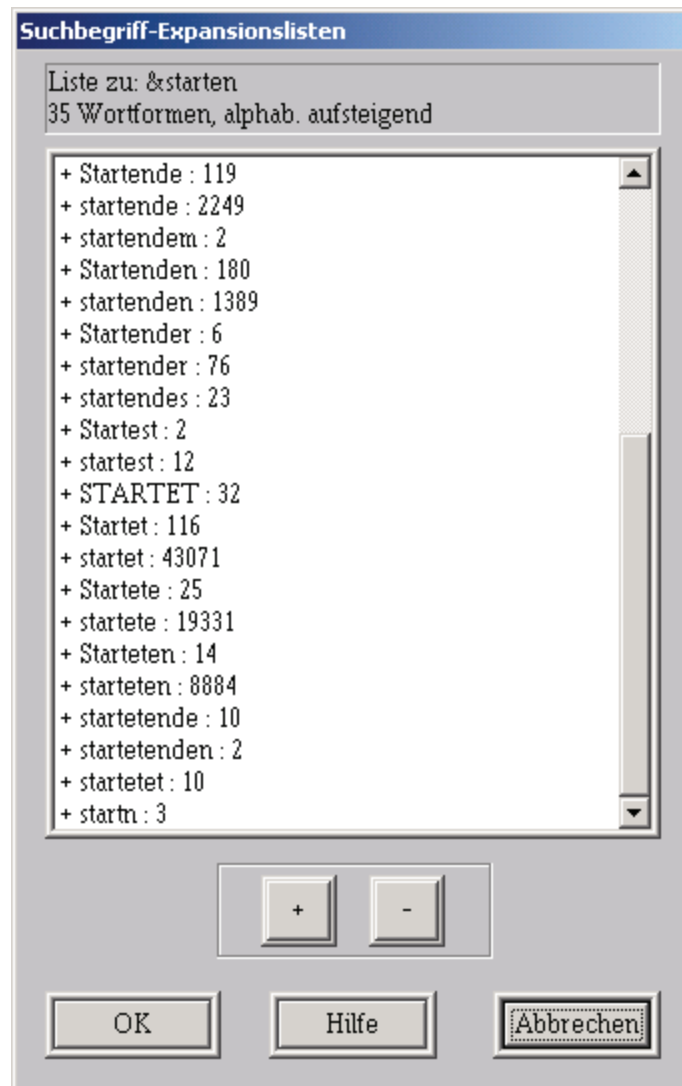 Suchbegriff-Expansionslisten
Liste zu: &starten
35 Wortformen, alphab. aufsteigend
+ Startende : 119
+ startende : 2249
+ startendem : 2
+ Startenden : 180
+ startenden : 1389
+ Startender : 6
+ startender : 76
+ startendes : 23
+ Startest : 2
+ startest : 12
+ STARTET : 32
+ Startet : 116
+ startet : 43071
+ Startete : 25
+ startete : 19331
+ Starteten : 14
+ starteten : 8884
+ startetende : 10
+ startetenden : 2
+ startetet : 10
+ startn : 3
+ -
OK Hilfe Abbrechen